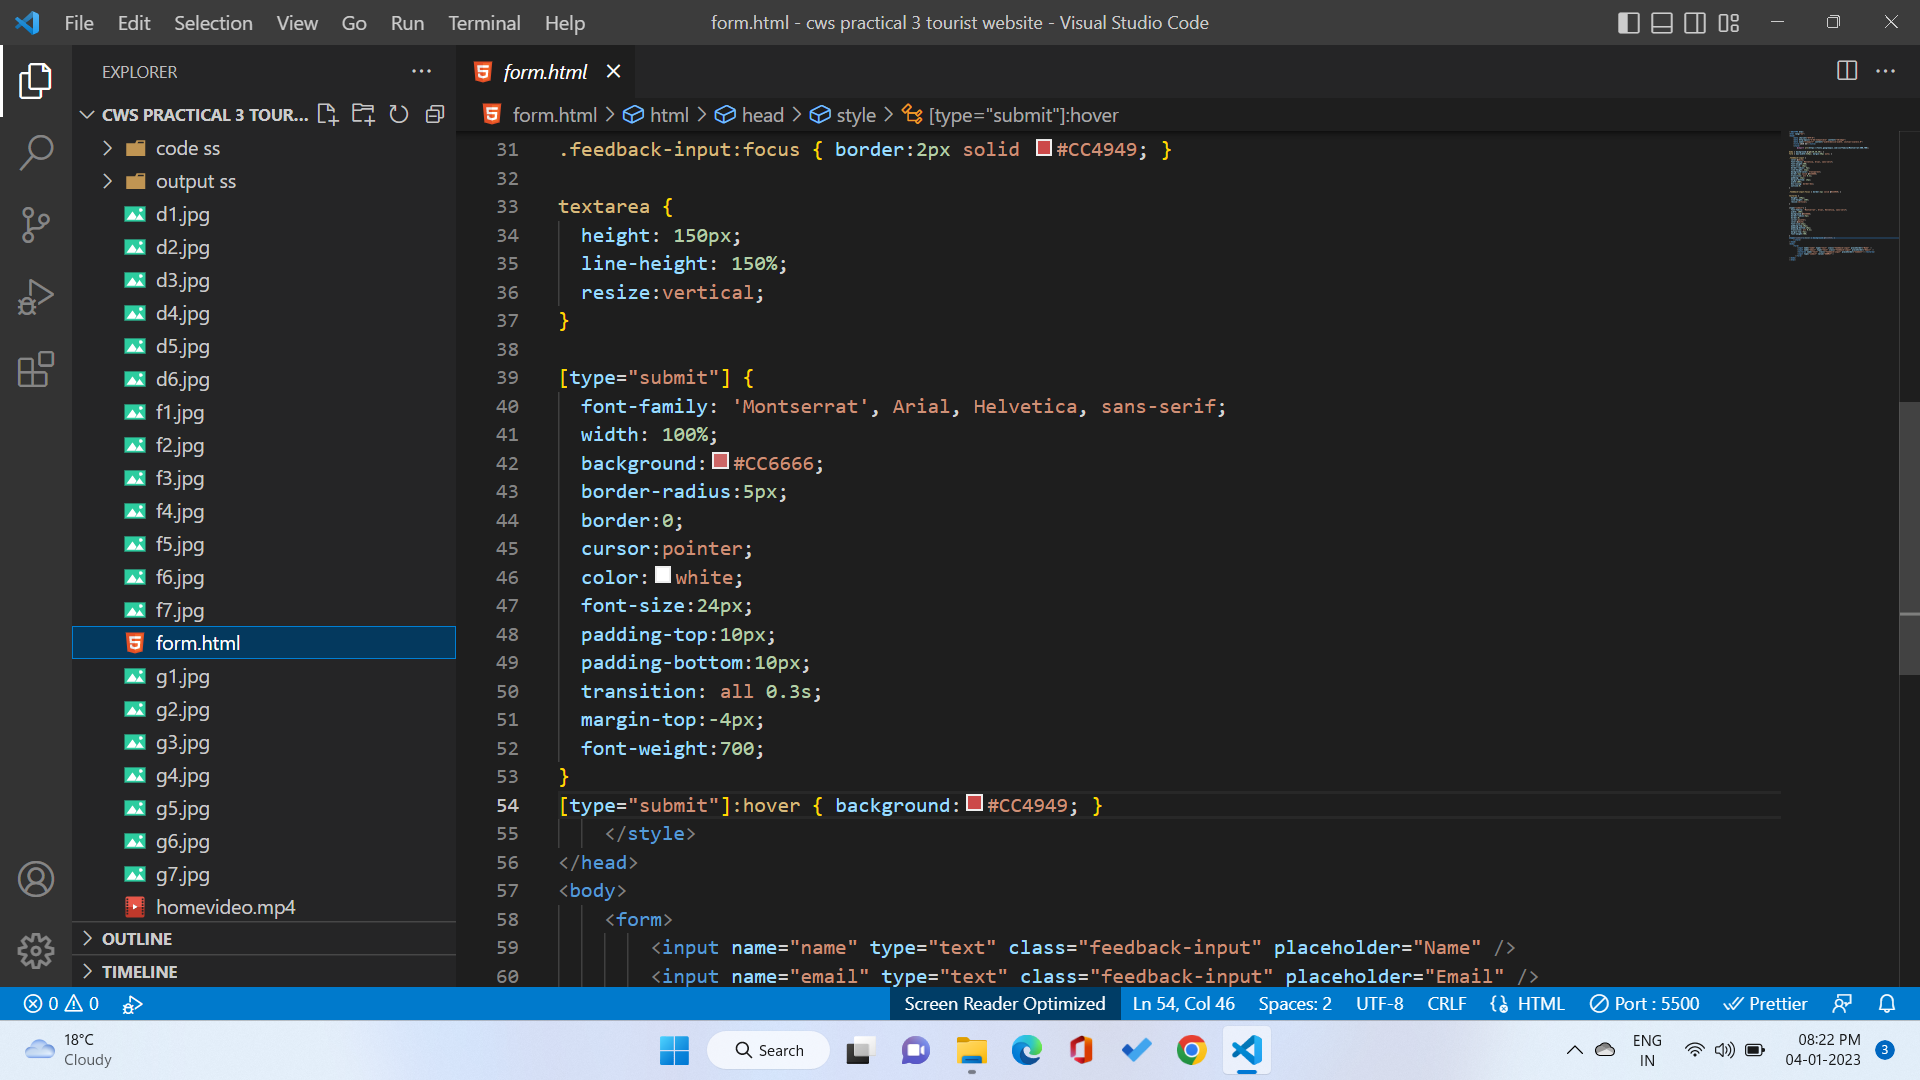 File Edit Selection View Go Run Terminal Help
form.html - cws practical 3 tourist website - Visual Studio Code
EXPLORER
CWS PRACTICAL 3 TOUR...
code ss
output ss
d1.jpg
d2.jpg
d3.jpg
d4.jpg
d5.jpg
d6.jpg
f1.jpg
f2.jpg
f3.jpg
f4.jpg
f5.jpg
f6.jpg
f7.jpg
form.html
g1.jpg
g2.jpg
g3.jpg
g4.jpg
g5.jpg
g6.jpg
g7.jpg
homevideo.mp4
OUTLINE
TIMELINE
form.html
form.html > html > head > style > [type="submit"]:hover
31 .feedback-input:focus { border:2px solid #CC4949; }
32
33 textarea {
34 height: 150px;
35 line-height: 150%;
36 resize:vertical;
37 }
38
39 [type="submit"] {
40 font-family: 'Montserrat', Arial, Helvetica, sans-serif;
41 width: 100%;
42 background:#CC6666;
43 border-radius:5px;
44 border:0;
45 cursor:pointer;
46 color:white;
47 font-size:24px;
48 padding-top:10px;
49 padding-bottom:10px;
50 transition: all 0.3s;
51 margin-top:-4px;
52 font-weight:700;
53 }
54 [type="submit"]:hover { background:#CC4949; }
55 </style>
56 </head>
57 <body>
58 <form>
59 <input name="name" type="text" class="feedback-input" placeholder="Name" />
60 <input name="email" type="text" class="feedback-input" placeholder="Email" />
0 0
Screen Reader Optimized Ln 54, Col 46 Spaces: 2 UTF-8 CRLF HTML Port : 5500 Prettier
18°C
Cloudy
Search
ENG
IN
08:22 PM
04-01-2023
3